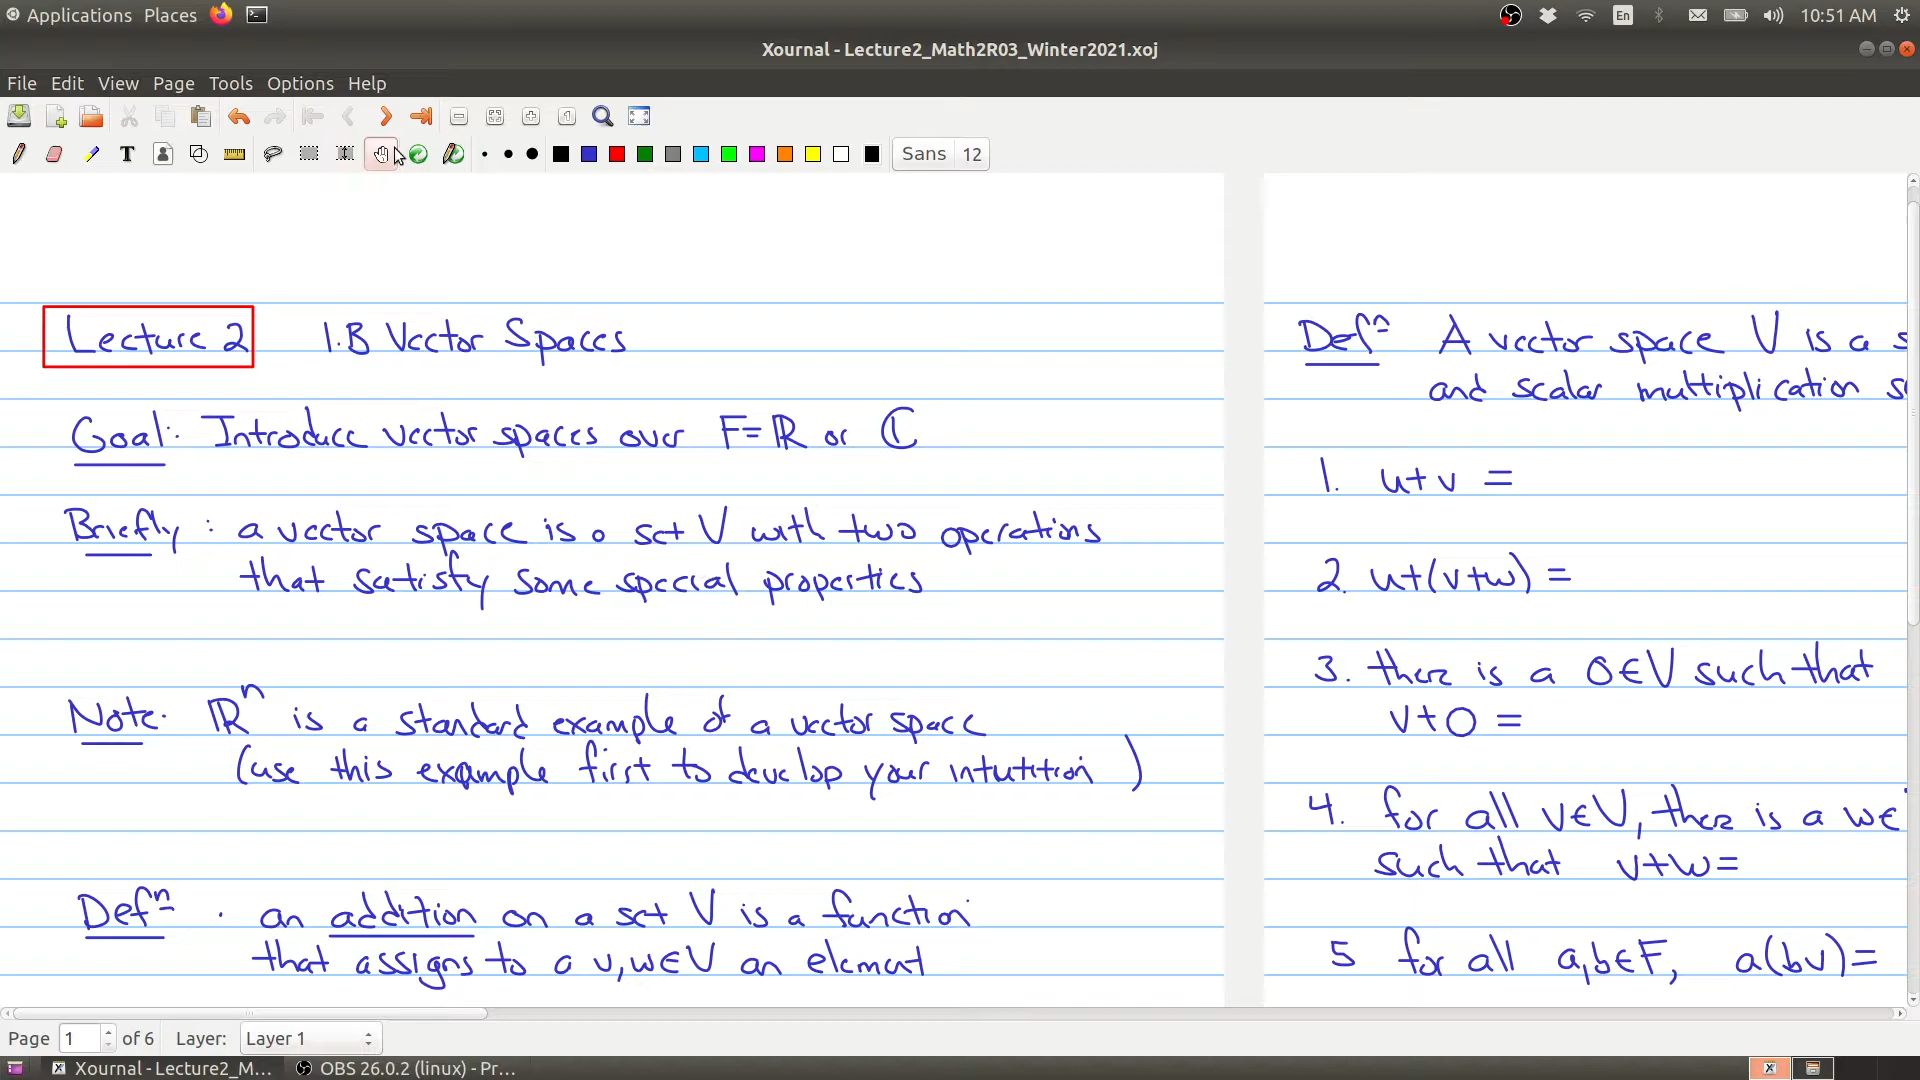 Applications Places En 10:51 AM
Xournal - Lecture2_Math2R03_Winter2021.xoj
File Edit View Page Tools Options Help
Sans 12
Lecture 2 1.B Vector Spaces
Goal: Introduce vector spaces over F=ℝ or ℂ
Briefly: a vector space is a set V with two operations
that satisfy some special properties
Note. ℝⁿ is a standard example of a vector space
(use this example first to develop your intutition)
Defⁿ · an addition on a set V is a function
that assigns to a v,w∈V an element
Defⁿ A vector space V is a s
and scalar multiplication s
1. u+v =
2. u+(v+w) =
3. there is a 0∈V such that
v+0 =
4. for all v∈V, there is a w∈
such that v+w=
5 for all a,b∈F, a(bv)=
Page 1 of 6 Layer: Layer 1
Xournal - Lecture2_M... OBS 26.0.2 (linux) - Pr...